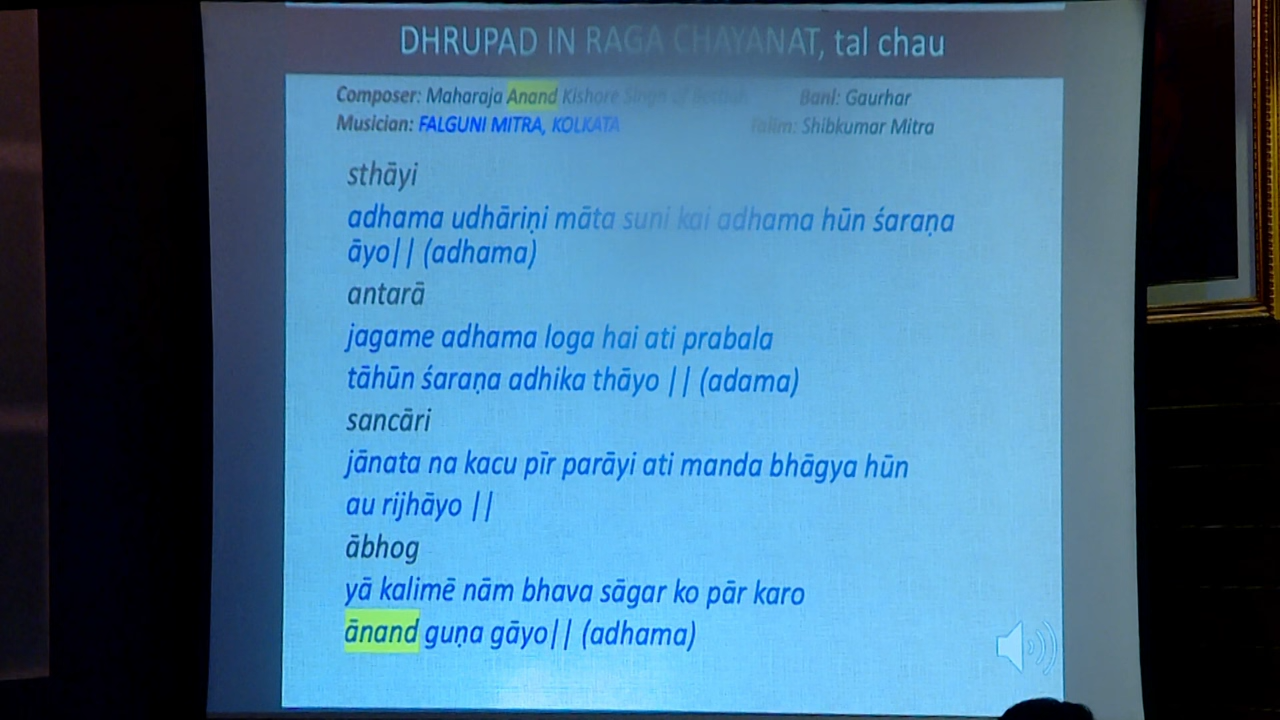 DHRUPAD IN RAGA CHAYANAT, tal chau
Composer: Maharaja Anand Kishore Singh of Bani: Gaurhar
Musician: FALGUNI MITRA, KOLKATA Talim: Shibkumar Mitra
sthāyi
adhama udhāriṇi māta suni kai adhama hūn śaraṇa
āyo|| (adhama)
antarā
jagame adhama loga hai ati prabala
tāhūn śaraṇa adhika thāyo || (adama)
sancāri
jānata na kacu pīr parāyi ati manda bhāgya hūn
au rijhāyo ||
ābhog
yā kalimē nām bhava sāgar ko pār karo
ānand guṇa gāyo|| (adhama)